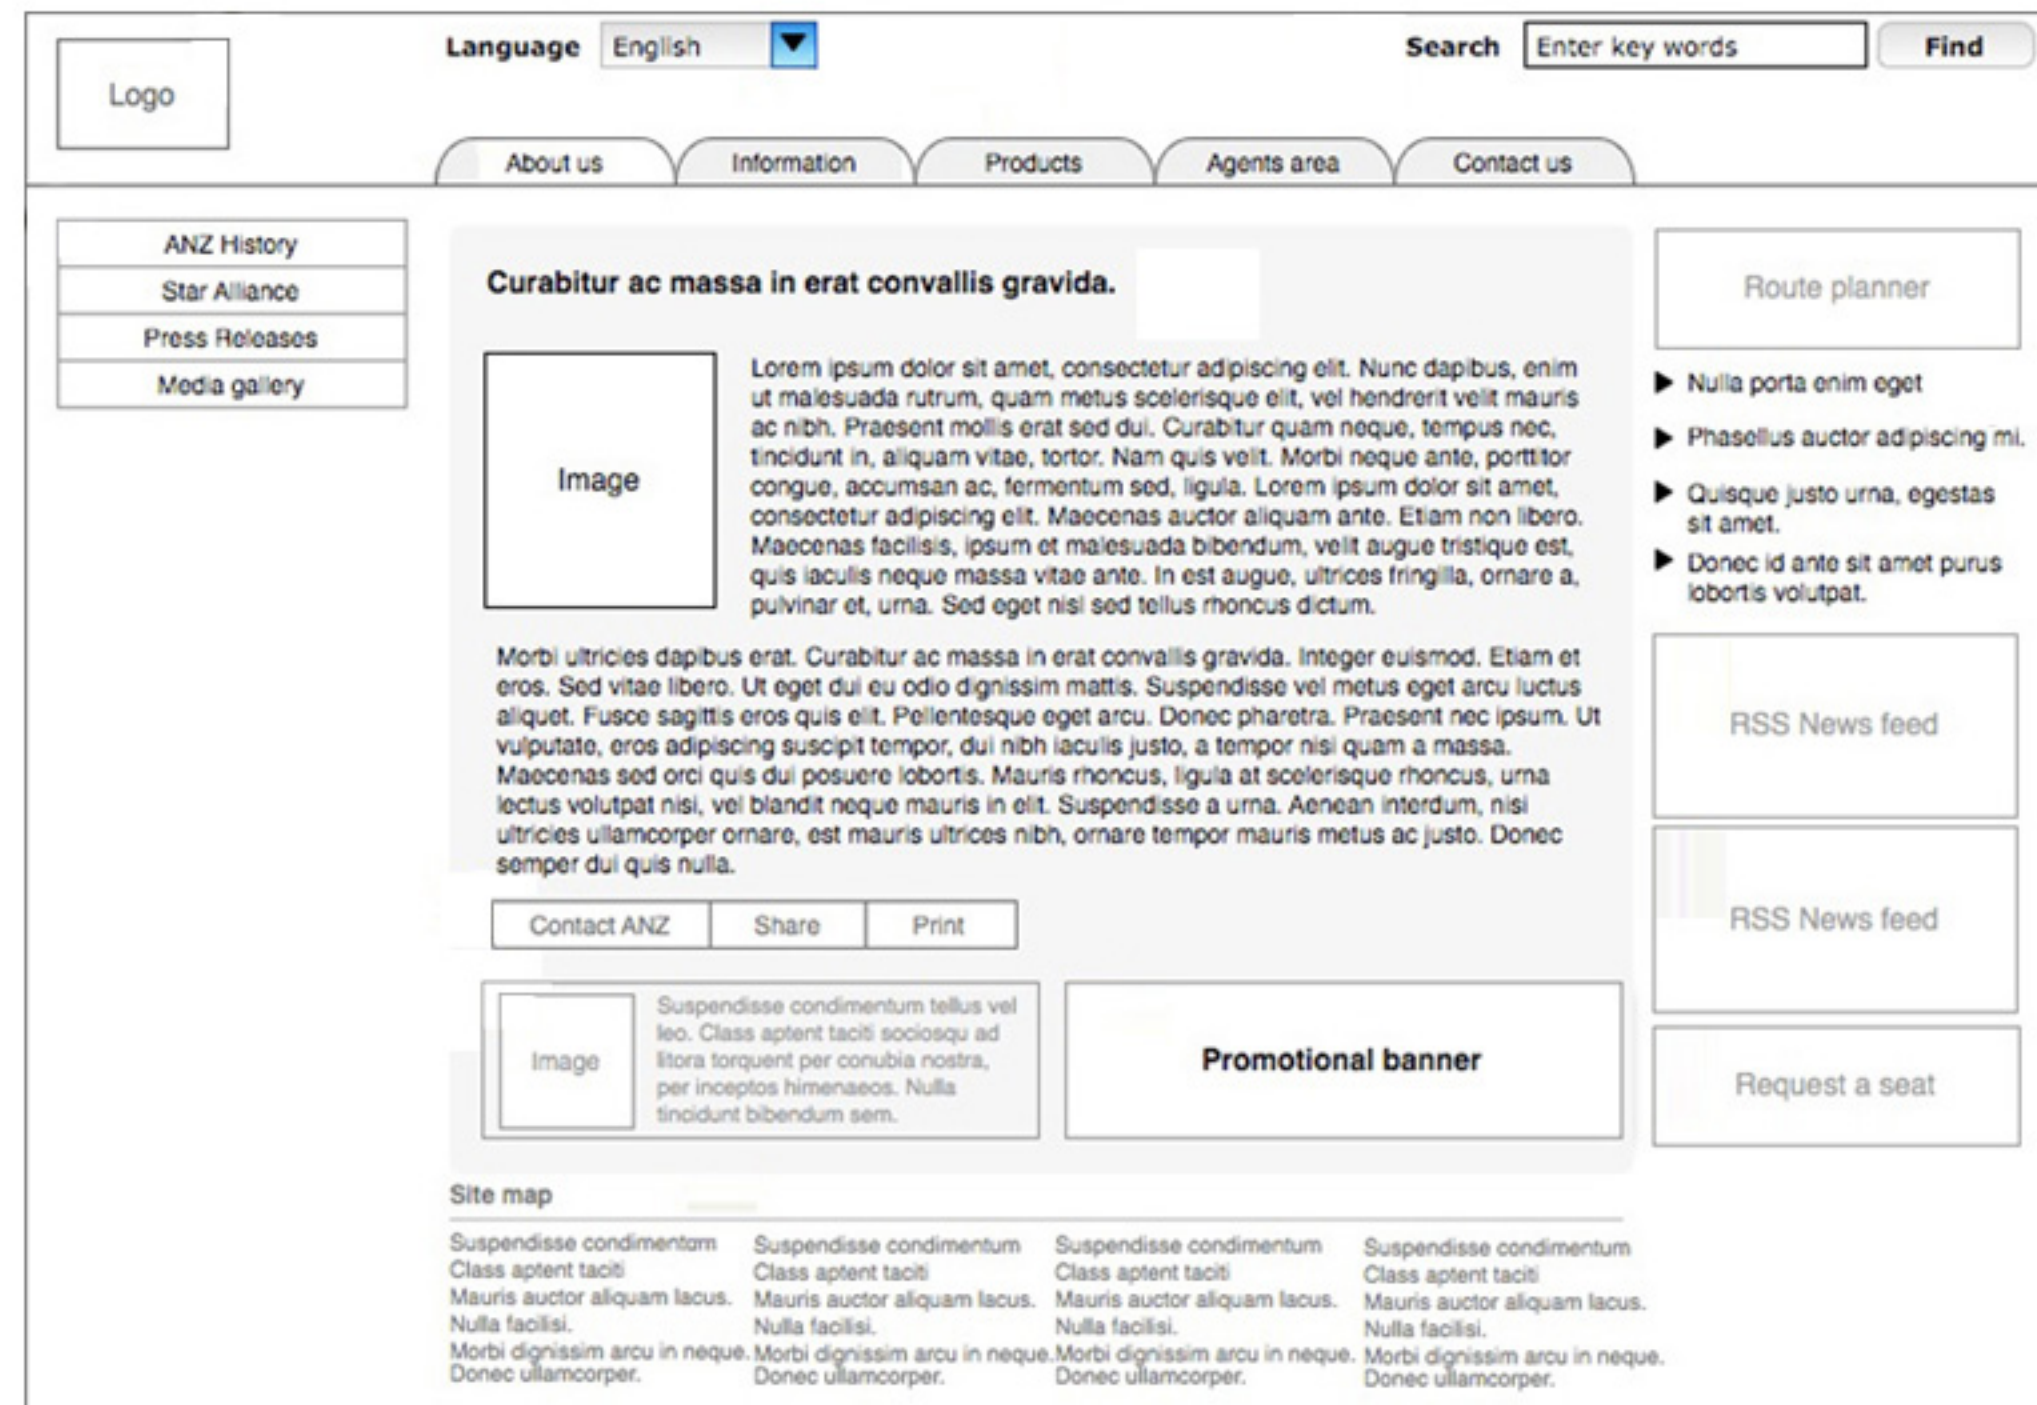 Logo
Language English
Search Enter key words Find
About us Information Products Agents area Contact us
ANZ History
Star Alliance
Press Releases
Media gallery
Curabitur ac massa in erat convallis gravida.
Image
Lorem ipsum dolor sit amet, consectetur adipiscing elit. Nunc dapibus, enim
ut malesuada rutrum, quam metus scelerisque elit, vel hendrerit velit mauris
ac nibh. Praesent mollis erat sed dui. Curabitur quam neque, tempus nec,
tincidunt in, aliquam vitae, tortor. Nam quis velit. Morbi neque ante, porttitor
congue, accumsan ac, fermentum sed, ligula. Lorem ipsum dolor sit amet,
consectetur adipiscing elit. Maecenas auctor aliquam ante. Etiam non libero.
Maecenas facilisis, ipsum et malesuada bibendum, velit augue tristique est,
quis iaculis neque massa vitae ante. In est augue, ultrices fringilla, ornare a,
pulvinar et, urna. Sed eget nisl sed tellus rhoncus dictum.
Morbi ultricies dapibus erat. Curabitur ac massa in erat convallis gravida. Integer euismod. Etiam et
eros. Sed vitae libero. Ut eget dui eu odio dignissim mattis. Suspendisse vel metus eget arcu luctus
aliquet. Fusce sagittis eros quis elit. Pellentesque eget arcu. Donec pharetra. Praesent nec ipsum. Ut
vulputate, eros adipiscing suscipit tempor, dui nibh iaculis justo, a tempor nisi quam a massa.
Maecenas sed orci quis dui posuere lobortis. Mauris rhoncus, ligula at scelerisque rhoncus, urna
lectus volutpat nisi, vel blandit neque mauris in elit. Suspendisse a urna. Aenean interdum, nisi
ultricies ullamcorper ornare, est mauris ultrices nibh, ornare tempor mauris metus ac justo. Donec
semper dui quis nulla.
Contact ANZ Share Print
Image
Suspendisse condimentum tellus vel
leo. Class aptent taciti sociosqu ad
litora torquent per conubia nostra,
per inceptos himenaeos. Nulla
tincidunt bibendum sem.
Promotional banner
Route planner
Nulla porta enim eget
Phasellus auctor adipiscing mi.
Quisque justo urna, egestas
sit amet.
Donec id ante sit amet purus
lobortis volutpat.
RSS News feed
RSS News feed
Request a seat
Site map
Suspendisse condimentum
Class aptent taciti
Mauris auctor aliquam lacus.
Nulla facilisi.
Morbi dignissim arcu in neque.
Donec ullamcorper.
Suspendisse condimentum
Class aptent taciti
Mauris auctor aliquam lacus.
Nulla facilisi.
Morbi dignissim arcu in neque.
Donec ullamcorper.
Suspendisse condimentum
Class aptent taciti
Mauris auctor aliquam lacus.
Nulla facilisi.
Morbi dignissim arcu in neque.
Donec ullamcorper.
Suspendisse condimentum
Class aptent taciti
Mauris auctor aliquam lacus.
Nulla facilisi.
Morbi dignissim arcu in neque.
Donec ullamcorper.